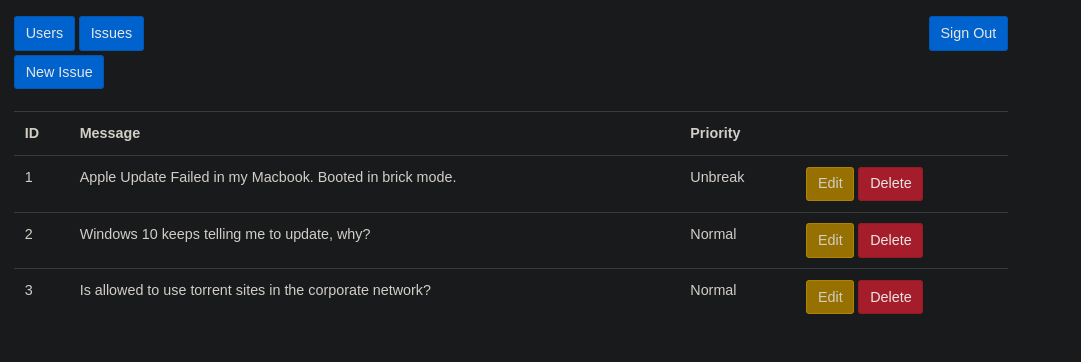 Users Issues Sign Out
New Issue
ID Message Priority
1 Apple Update Failed in my Macbook. Booted in brick mode. Unbreak Edit Delete
2 Windows 10 keeps telling me to update, why? Normal Edit Delete
3 Is allowed to use torrent sites in the corporate network? Normal Edit Delete